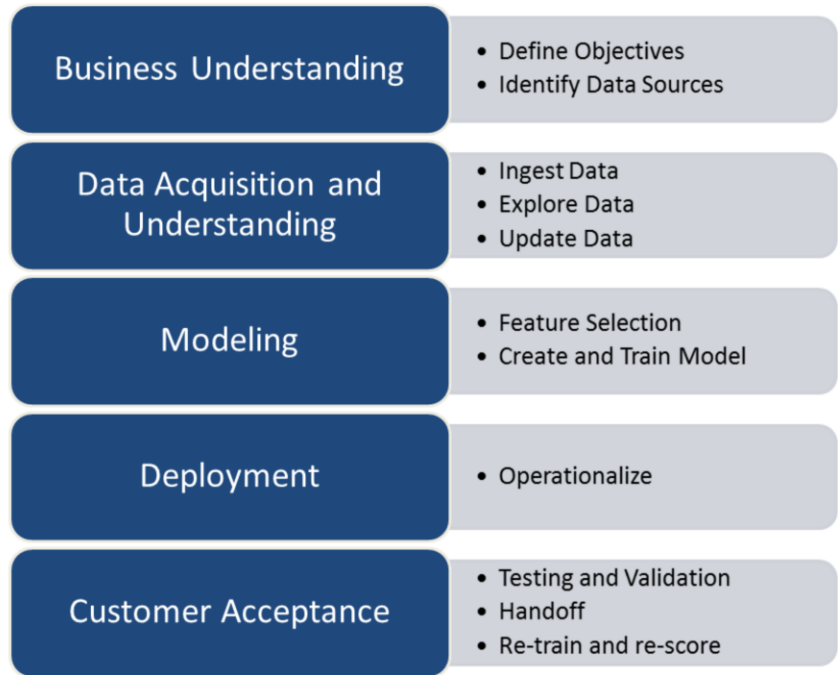 Business Understanding
• Define Objectives
• Identify Data Sources
Data Acquisition and
Understanding
• Ingest Data
• Explore Data
• Update Data
Modeling
• Feature Selection
• Create and Train Model
Deployment
• Operationalize
Customer Acceptance
• Testing and Validation
• Handoff
• Re-train and re-score